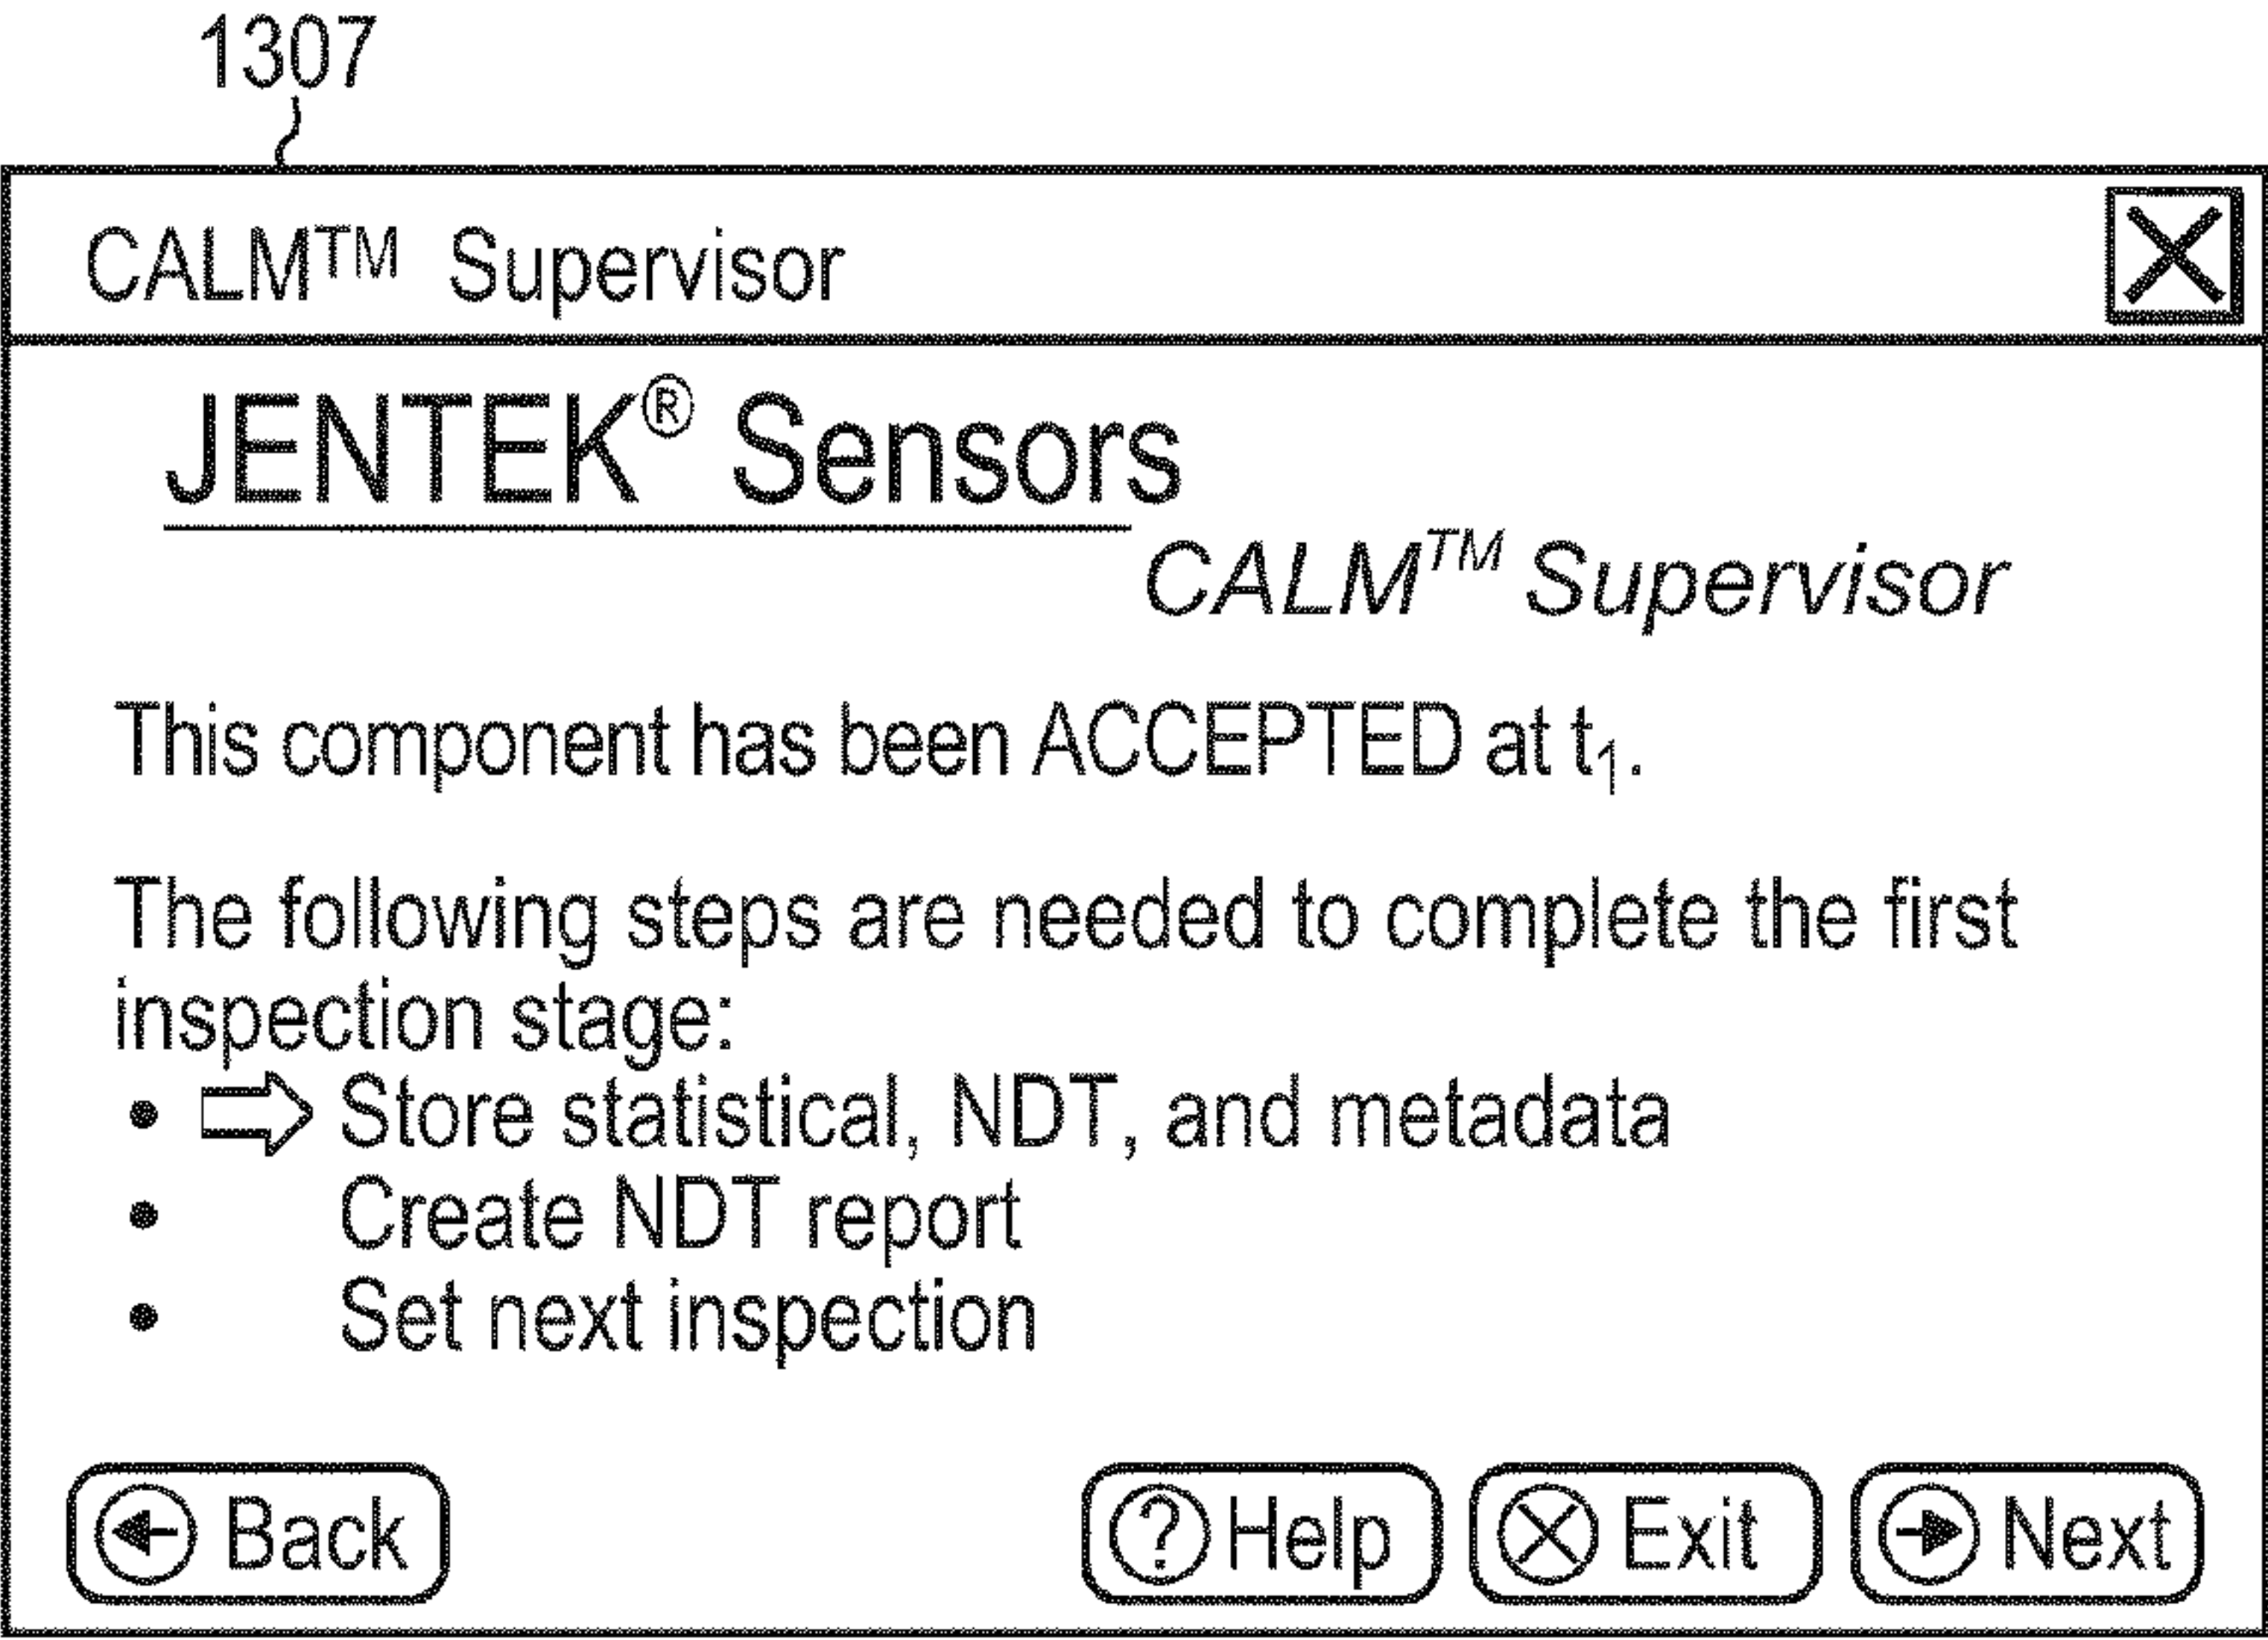 1307
CALM™ Supervisor
JENTEK® Sensors
CALM™ Supervisor
This component has been ACCEPTED at t₁.
The following steps are needed to complete the first
inspection stage:
• ⇨ Store statistical, NDT, and metadata
• Create NDT report
• Set next inspection
Back
? Help
Exit
Next